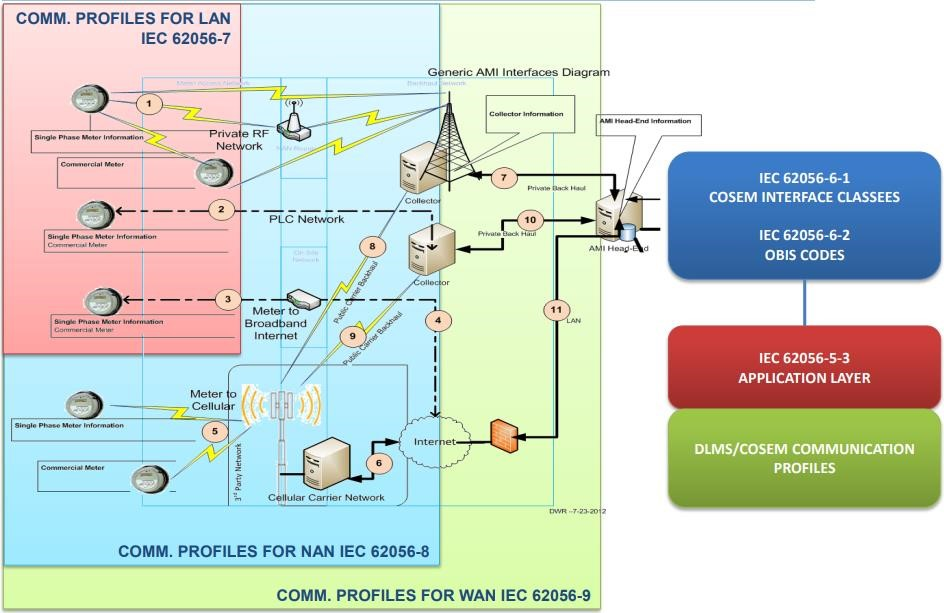 COMM. PROFILES FOR LAN
IEC 62056-7
Generic AMI Interfaces Diagram
Backhaul Network
1
Private RF
Network
Single Phase Meter Information
Commercial Meter
Collector Information
AMI Head-End Information
Collector
7
Private Back Haul
2
PLC Network
10
Private Back Haul
AMI Head-End
Single Phase Meter Information
Commercial Meter
8
On-Site
Network
Collector
Public Carrier Backhaul
3
Meter to
Broadband
Internet
Single Phase Meter Information
Commercial Meter
9
Public Carrier Backhaul
4
11
LAN
Meter to
Cellular
5
Single Phase Meter Information
Commercial Meter
3rd Party Network
6
Internet
Cellular Carrier Network
DWR --7-23-2012
COMM. PROFILES FOR NAN IEC 62056-8
COMM. PROFILES FOR WAN IEC 62056-9
IEC 62056-6-1
COSEM INTERFACE CLASSEES
IEC 62056-6-2
OBIS CODES
IEC 62056-5-3
APPLICATION LAYER
DLMS/COSEM COMMUNICATION
PROFILES